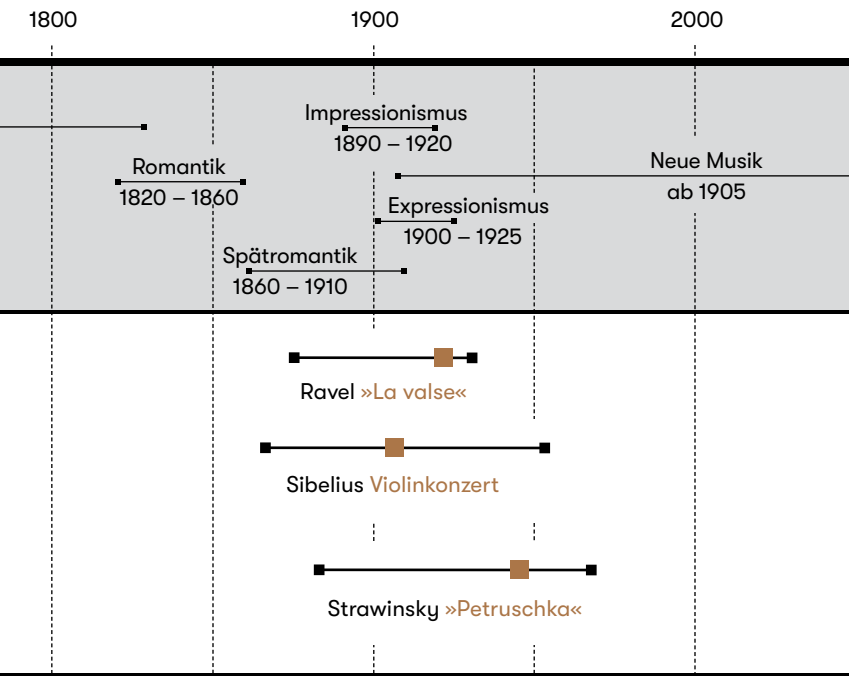 1800
1900
2000
Impressionismus
1890 – 1920
Romantik
1820 – 1860
Neue Musik
ab 1905
Expressionismus
1900 – 1925
Spätromantik
1860 – 1910
Ravel »La valse«
Sibelius Violinkonzert
Strawinsky »Petruschka«